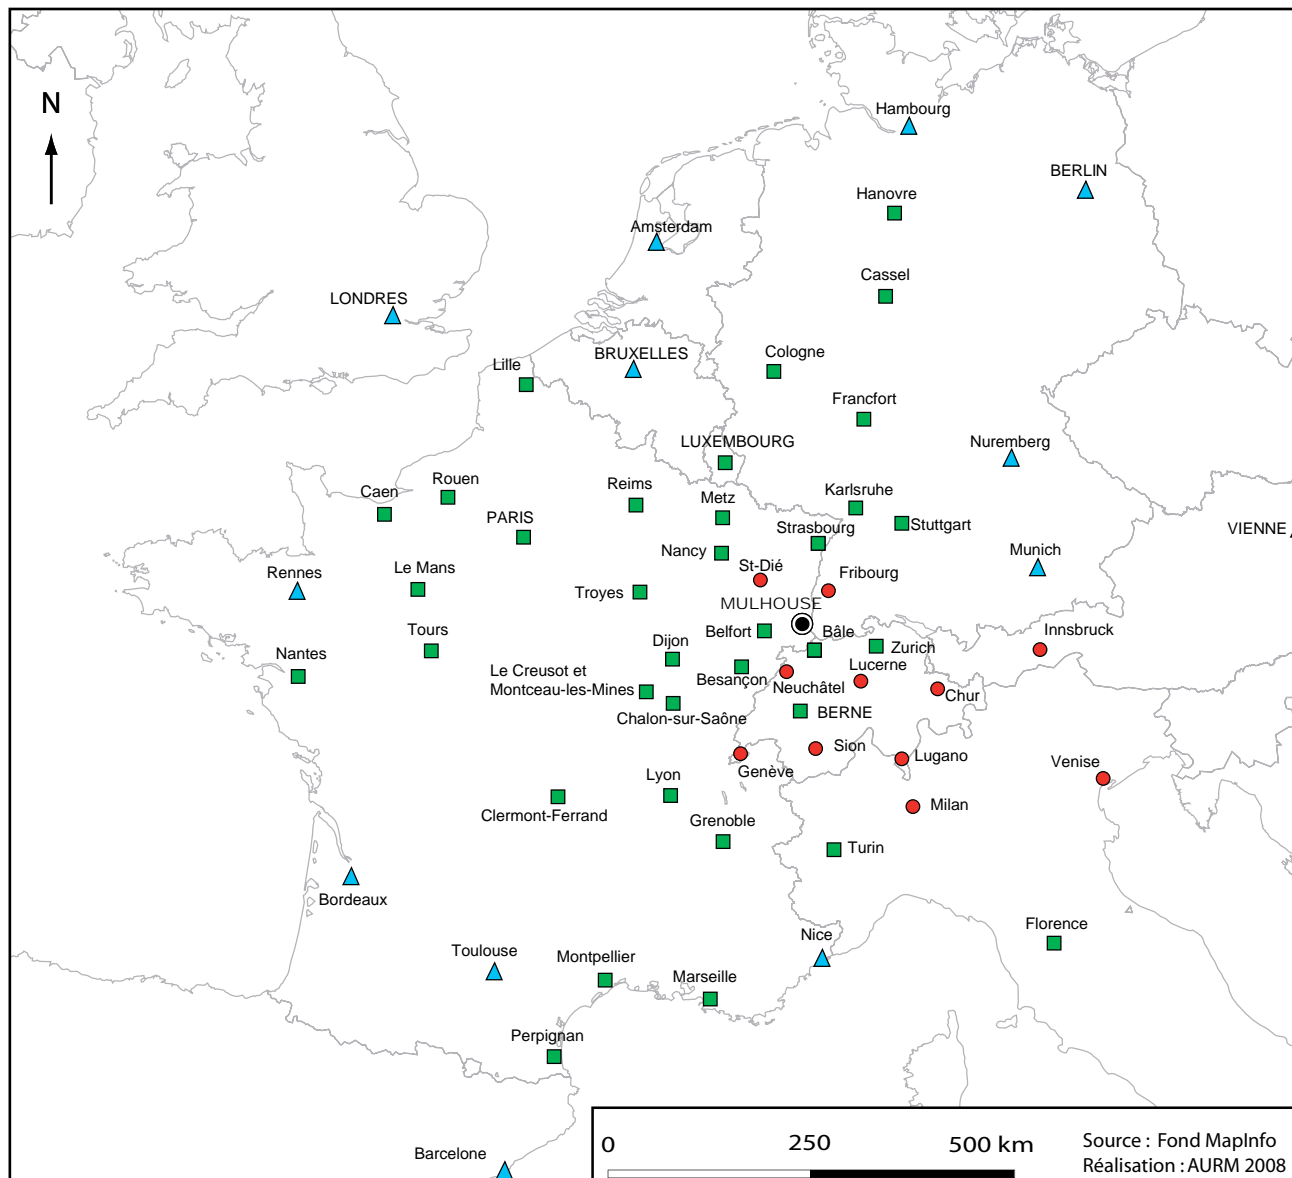 N
Hambourg
BERLIN
Hanovre
Amsterdam
Cassel
LONDRES
BRUXELLES
Cologne
Lille
Francfort
LUXEMBOURG
Nuremberg
Rouen
Reims
Caen
Metz
Karlsruhe
PARIS
Strasbourg
Stuttgart
VIENNE
Nancy
Munich
St-Dié
Rennes
Le Mans
Fribourg
Troyes
MULHOUSE
Tours
Belfort
Bâle
Innsbruck
Dijon
Zurich
Nantes
Lucerne
Le Creusot et
Montceau-les-Mines
Besançon
Neuchâtel
Chur
Chalon-sur-Saône
BERNE
Sion
Lugano
Venise
Genève
Lyon
Milan
Clermont-Ferrand
Grenoble
Turin
Bordeaux
Florence
Nice
Toulouse
Montpellier
Marseille
Perpignan
Barcelone
0 250 500 km
Source : Fond MapInfo
Réalisation : AURM 2008